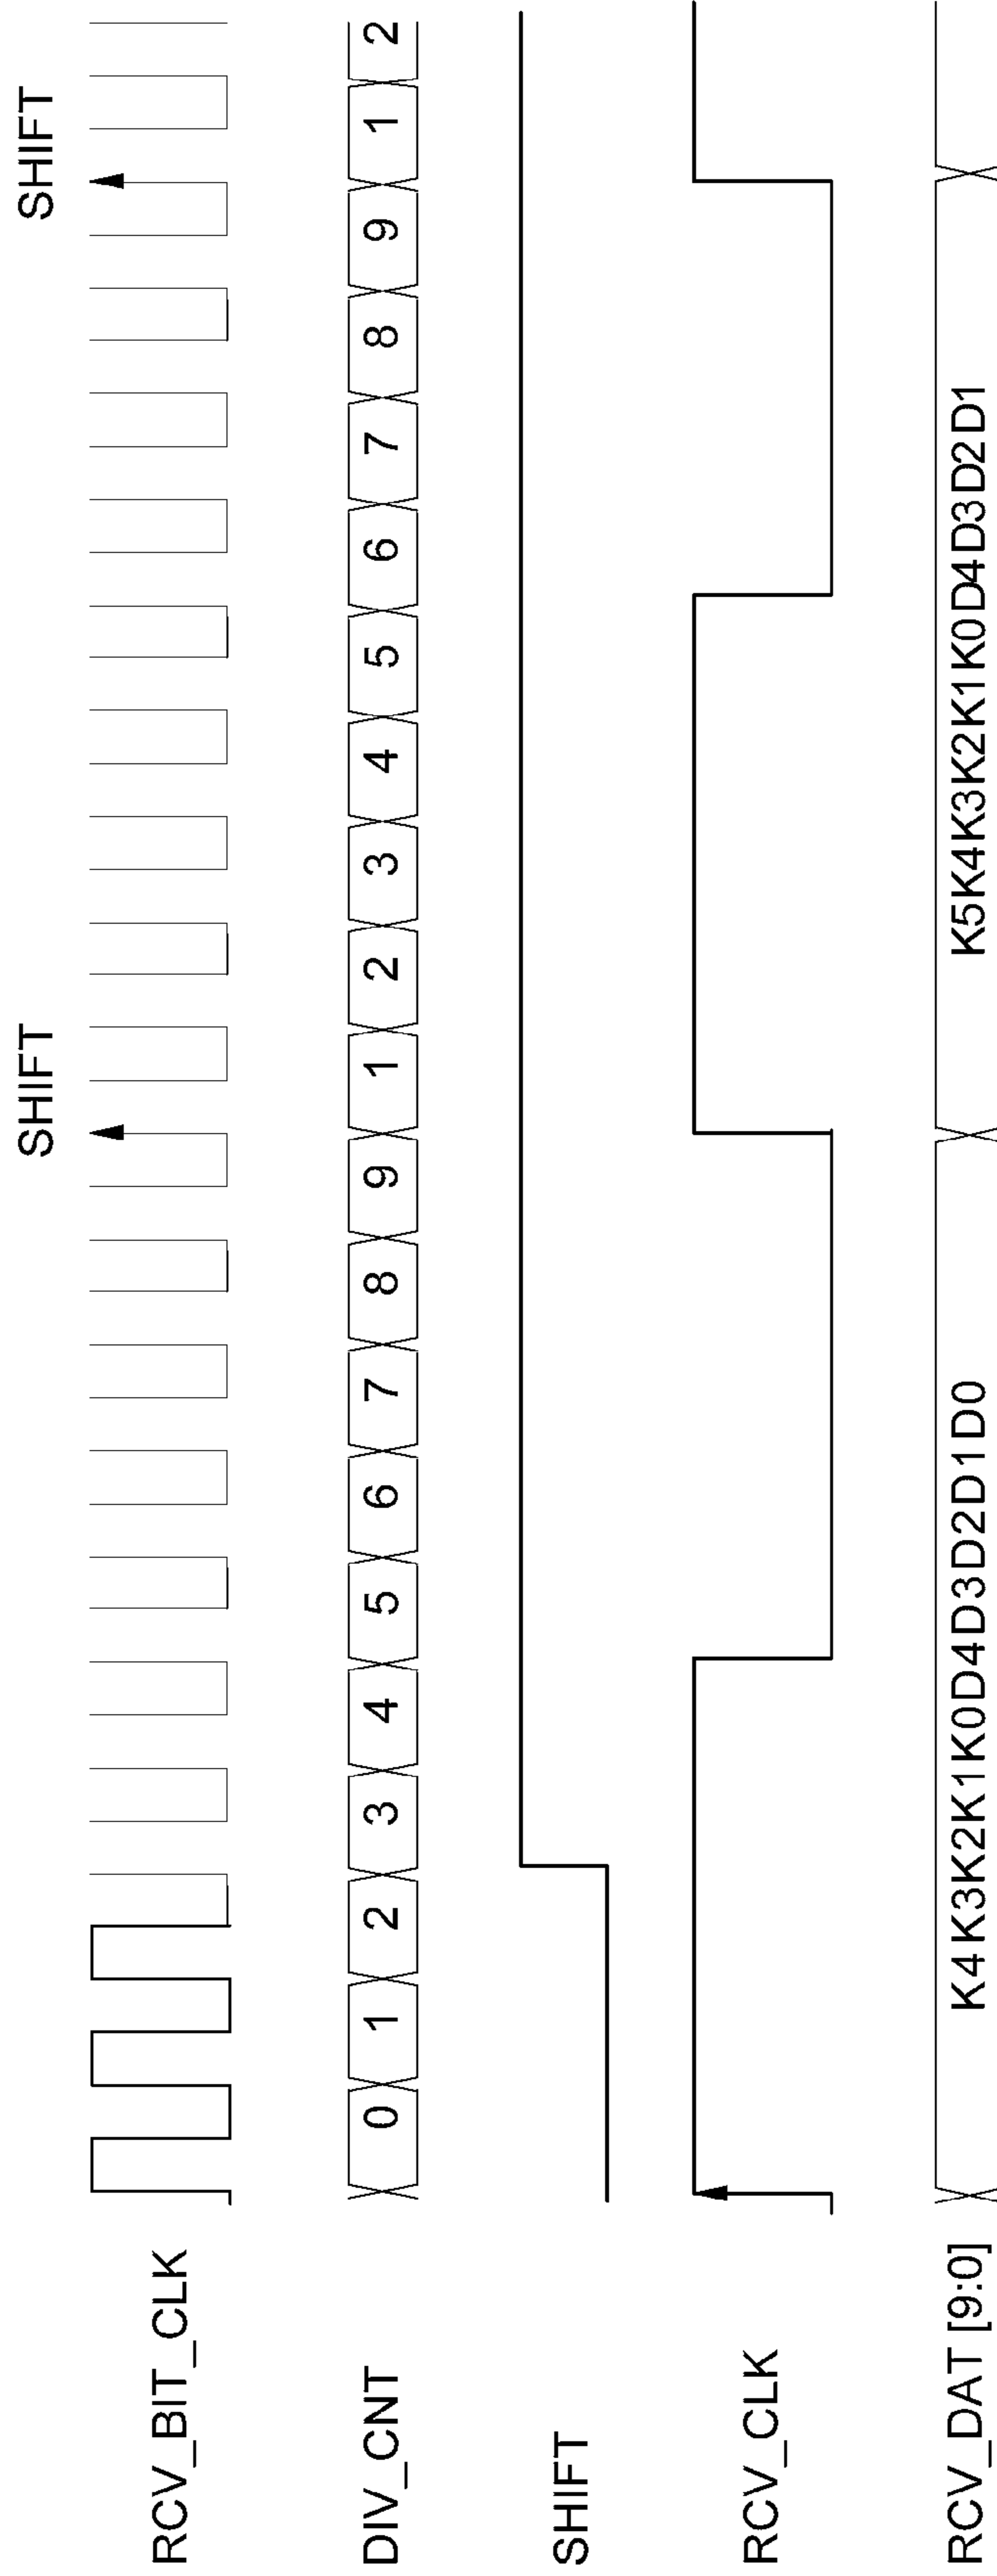 SHIFT SHIFT
RCV_BIT_CLK
DIV_CNT 0 1 2 3 4 5 6 7 8 9 1 2 3 4 5 6 7 8 9 1 2
SHIFT
RCV_CLK
RCV_DAT [9:0] K4K3K2K1K0D4D3D2D1D0 K5K4K3K2K1K0D4D3D2D1